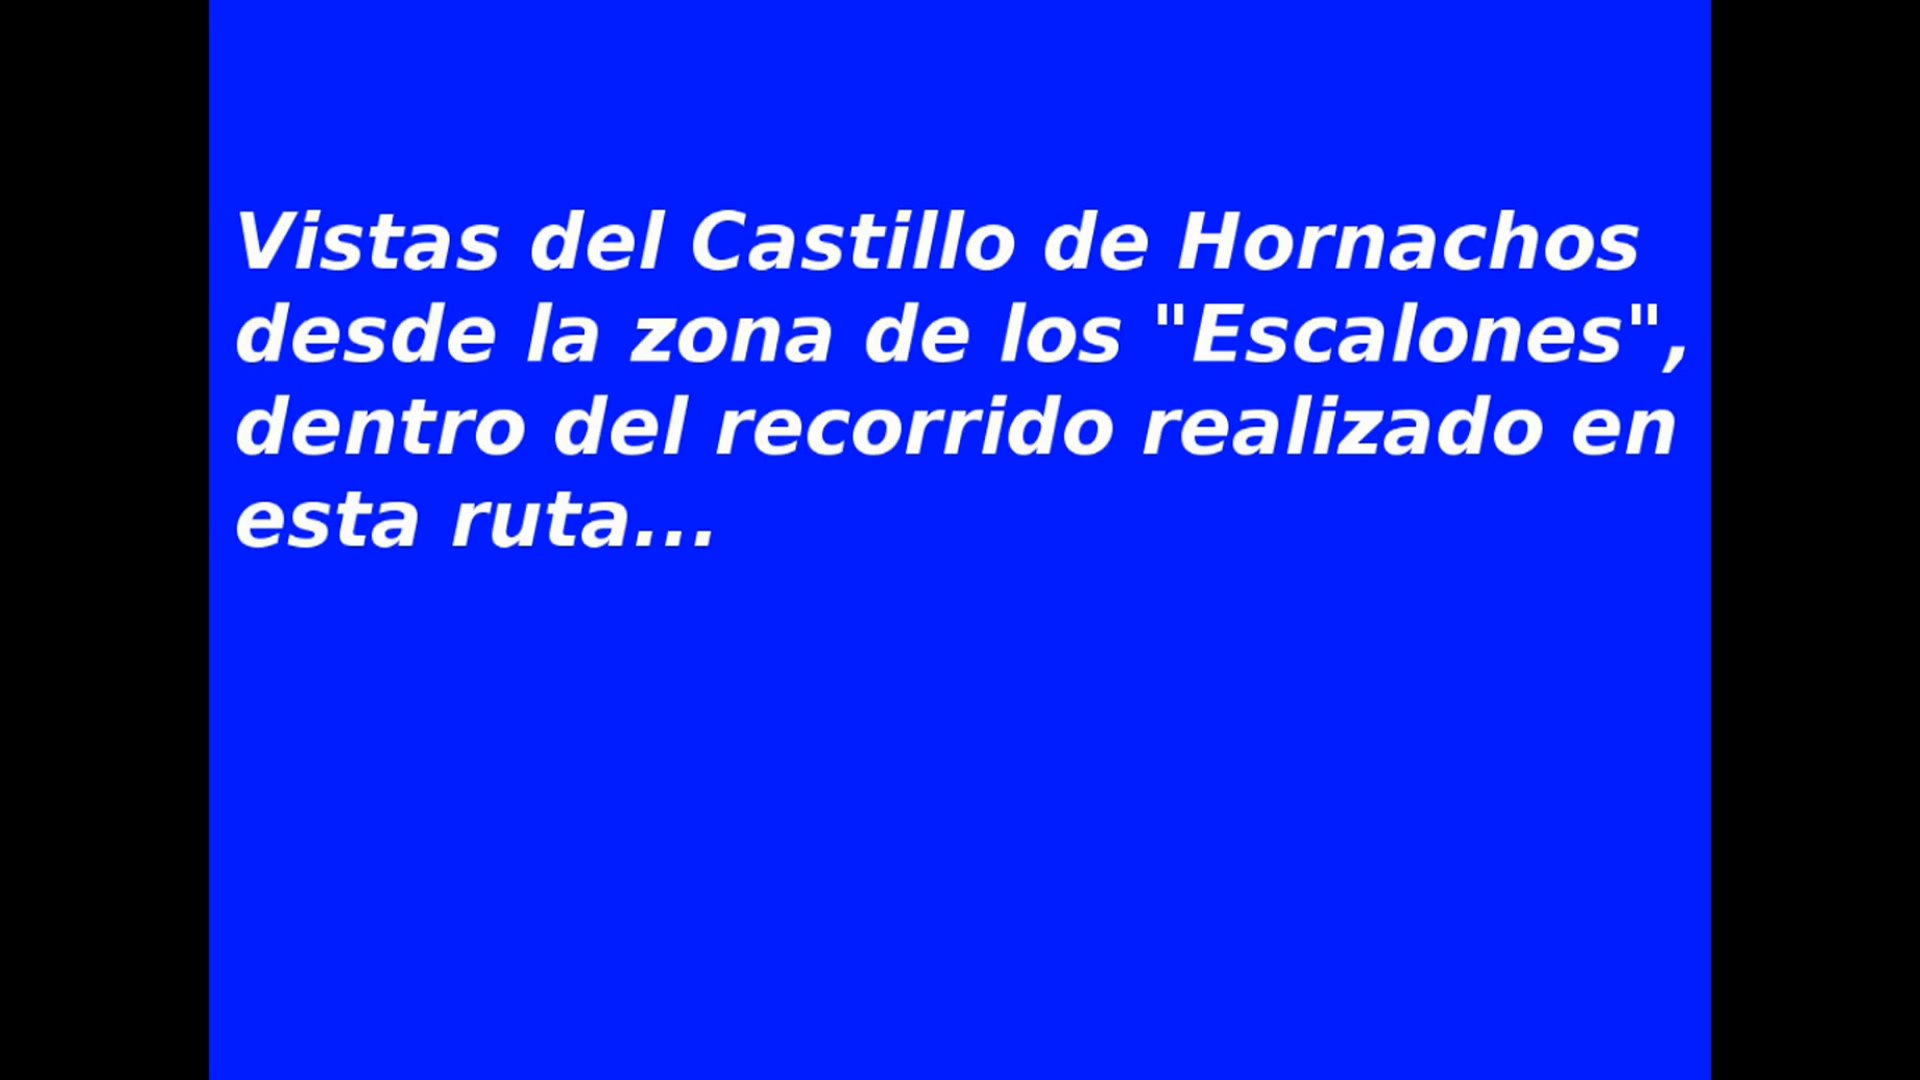 Vistas del Castillo de Hornachos
desde la zona de los "Escalones",
dentro del recorrido realizado en
esta ruta...